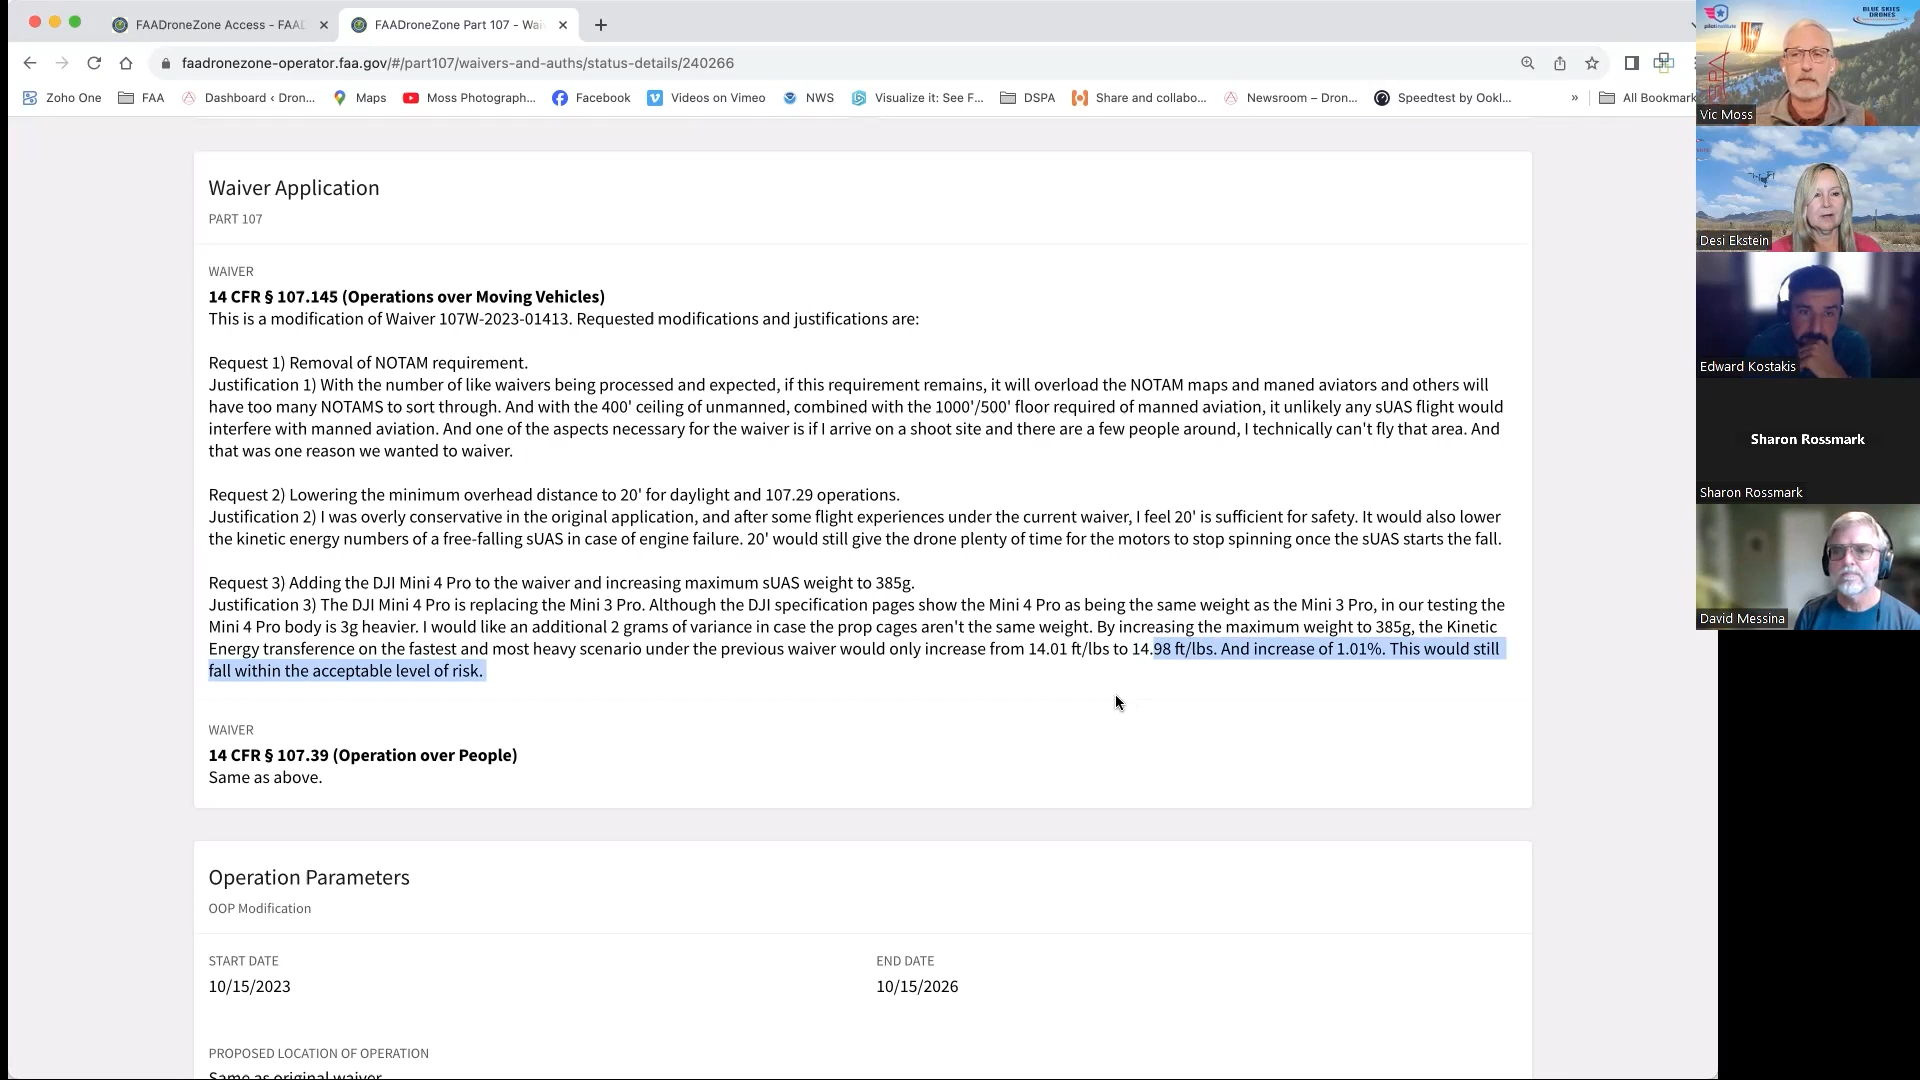 FAADroneZone Access - FAAD
FAADroneZone Part 107 - Wai
faadronezone-operator.faa.gov/#/part107/waivers-and-auths/status-details/240266
Zoho One
FAA
Dashboard ‹ Dron...
Maps
Moss Photograph...
Facebook
Videos on Vimeo
NWS
Visualize it: See F...
DSPA
Share and collabo...
Newsroom – Dron...
Speedtest by Ookl...
»
All Bookmark
Waiver Application
PART 107
WAIVER
14 CFR § 107.145 (Operations over Moving Vehicles)
This is a modification of Waiver 107W-2023-01413. Requested modifications and justifications are:
Request 1) Removal of NOTAM requirement.
Justification 1) With the number of like waivers being processed and expected, if this requirement remains, it will overload the NOTAM maps and maned aviators and others will
have too many NOTAMS to sort through. And with the 400' ceiling of unmanned, combined with the 1000'/500' floor required of manned aviation, it unlikely any sUAS flight would
interfere with manned aviation. And one of the aspects necessary for the waiver is if I arrive on a shoot site and there are a few people around, I technically can't fly that area. And
that was one reason we wanted to waiver.
Request 2) Lowering the minimum overhead distance to 20' for daylight and 107.29 operations.
Justification 2) I was overly conservative in the original application, and after some flight experiences under the current waiver, I feel 20' is sufficient for safety. It would also lower
the kinetic energy numbers of a free-falling sUAS in case of engine failure. 20' would still give the drone plenty of time for the motors to stop spinning once the sUAS starts the fall.
Request 3) Adding the DJI Mini 4 Pro to the waiver and increasing maximum sUAS weight to 385g.
Justification 3) The DJI Mini 4 Pro is replacing the Mini 3 Pro. Although the DJI specification pages show the Mini 4 Pro as being the same weight as the Mini 3 Pro, in our testing the
Mini 4 Pro body is 3g heavier. I would like an additional 2 grams of variance in case the prop cages aren't the same weight. By increasing the maximum weight to 385g, the Kinetic
Energy transference on the fastest and most heavy scenario under the previous waiver would only increase from 14.01 ft/lbs to 14.98 ft/lbs. And increase of 1.01%. This would still
fall within the acceptable level of risk.
WAIVER
14 CFR § 107.39 (Operation over People)
Same as above.
Operation Parameters
OOP Modification
START DATE
END DATE
10/15/2023
10/15/2026
PROPOSED LOCATION OF OPERATION
Same as original waiver
BLUE SKIES
DRONES
Vic Moss
Desi Ekstein
Edward Kostakis
Sharon Rossmark
Sharon Rossmark
David Messina